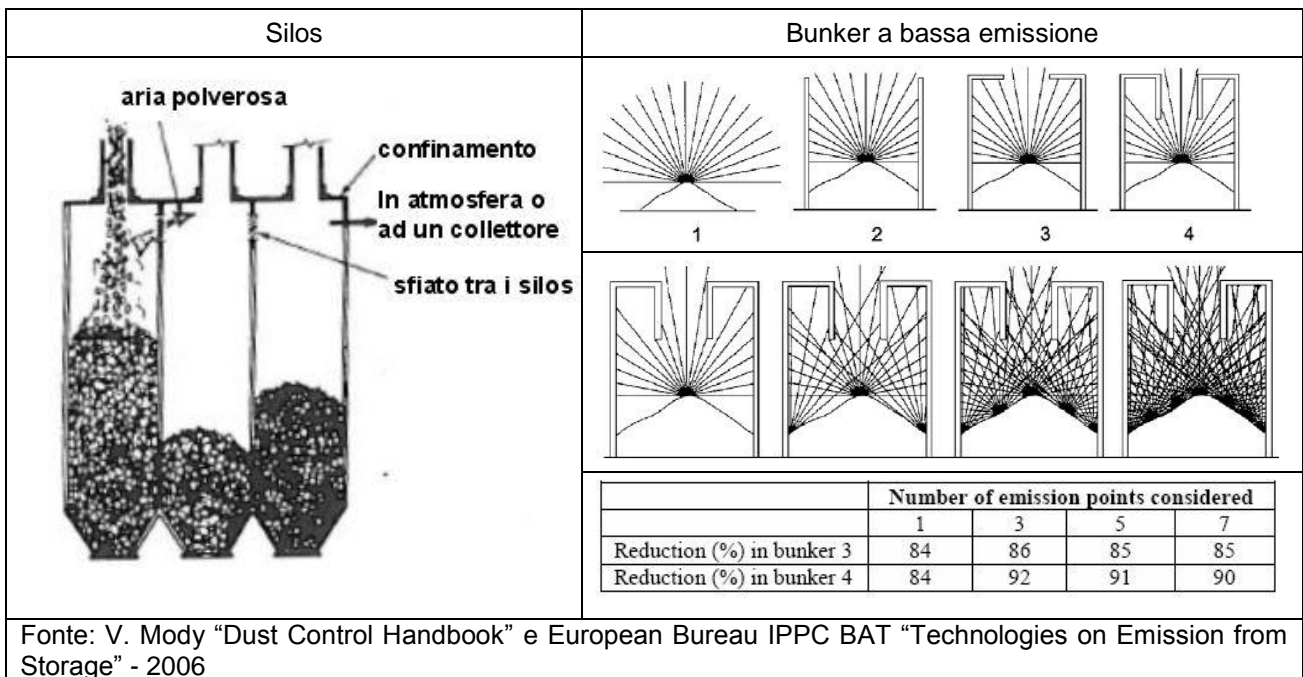 Silos
Bunker a bassa emissione
aria polverosa
confinamento
In atmosfera o
ad un collettore
sfiato tra i silos
1 2 3 4
Number of emission points considered
1 3 5 7
Reduction (%) in bunker 3 84 86 85 85
Reduction (%) in bunker 4 84 92 91 90
Fonte: V. Mody “Dust Control Handbook” e European Bureau IPPC BAT “Technologies on Emission from
Storage” - 2006